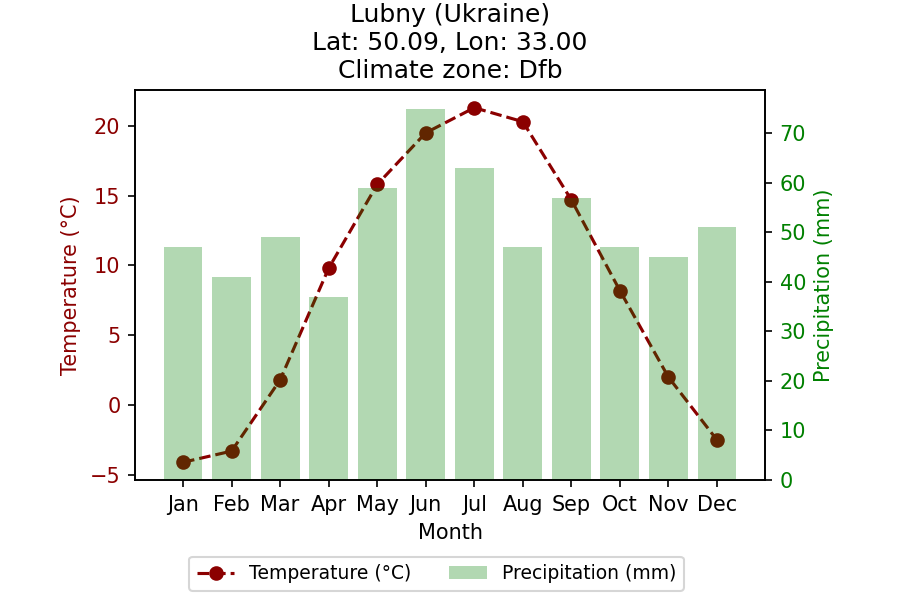 Lubny (Ukraine)
Lat: 50.09, Lon: 33.00
Climate zone: Dfb
Temperature (°C)
20
15
10
5
0
−5
Precipitation (mm)
70
60
50
40
30
20
10
0
Jan Feb Mar Apr May Jun Jul Aug Sep Oct Nov Dec
Month
Temperature (°C) Precipitation (mm)